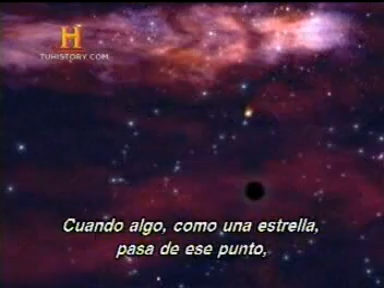 H
TUHISTORY.COM
Cuando algo, como una estrella,
pasa de ese punto,